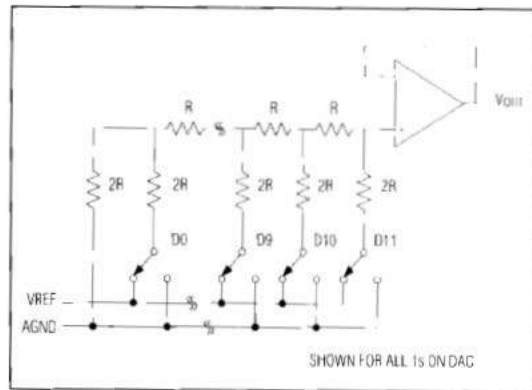 R R R
VOUT
2R 2R 2R 2R 2R
D0 D9 D10 D11
VREF
AGND
SHOWN FOR ALL 1s ON DAC